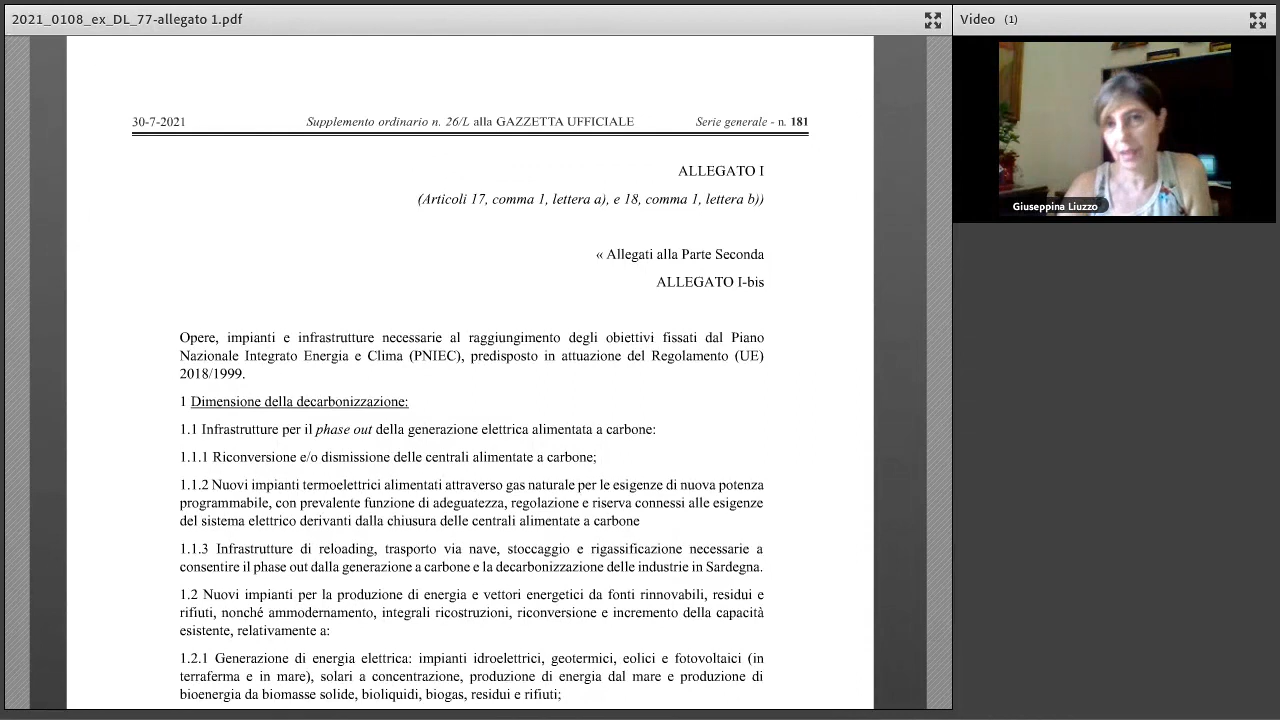 2021_0108_ex_DL_77-allegato 1.pdf
Video (1)
Giuseppina Liuzzo
30-7-2021 Supplemento ordinario n. 26/L alla GAZZETTA UFFICIALE Serie generale - n. 181
ALLEGATO I
(Articoli 17, comma 1, lettera a), e 18, comma 1, lettera b))
« Allegati alla Parte Seconda
ALLEGATO I-bis
Opere, impianti e infrastrutture necessarie al raggiungimento degli obiettivi fissati dal Piano
Nazionale Integrato Energia e Clima (PNIEC), predisposto in attuazione del Regolamento (UE)
2018/1999.
1 Dimensione della decarbonizzazione:
1.1 Infrastrutture per il phase out della generazione elettrica alimentata a carbone:
1.1.1 Riconversione e/o dismissione delle centrali alimentate a carbone;
1.1.2 Nuovi impianti termoelettrici alimentati attraverso gas naturale per le esigenze di nuova potenza
programmabile, con prevalente funzione di adeguatezza, regolazione e riserva connessi alle esigenze
del sistema elettrico derivanti dalla chiusura delle centrali alimentate a carbone
1.1.3 Infrastrutture di reloading, trasporto via nave, stoccaggio e rigassificazione necessarie a
consentire il phase out dalla generazione a carbone e la decarbonizzazione delle industrie in Sardegna.
1.2 Nuovi impianti per la produzione di energia e vettori energetici da fonti rinnovabili, residui e
rifiuti, nonché ammodernamento, integrali ricostruzioni, riconversione e incremento della capacità
esistente, relativamente a:
1.2.1 Generazione di energia elettrica: impianti idroelettrici, geotermici, eolici e fotovoltaici (in
terraferma e in mare), solari a concentrazione, produzione di energia dal mare e produzione di
bioenergia da biomasse solide, bioliquidi, biogas, residui e rifiuti;